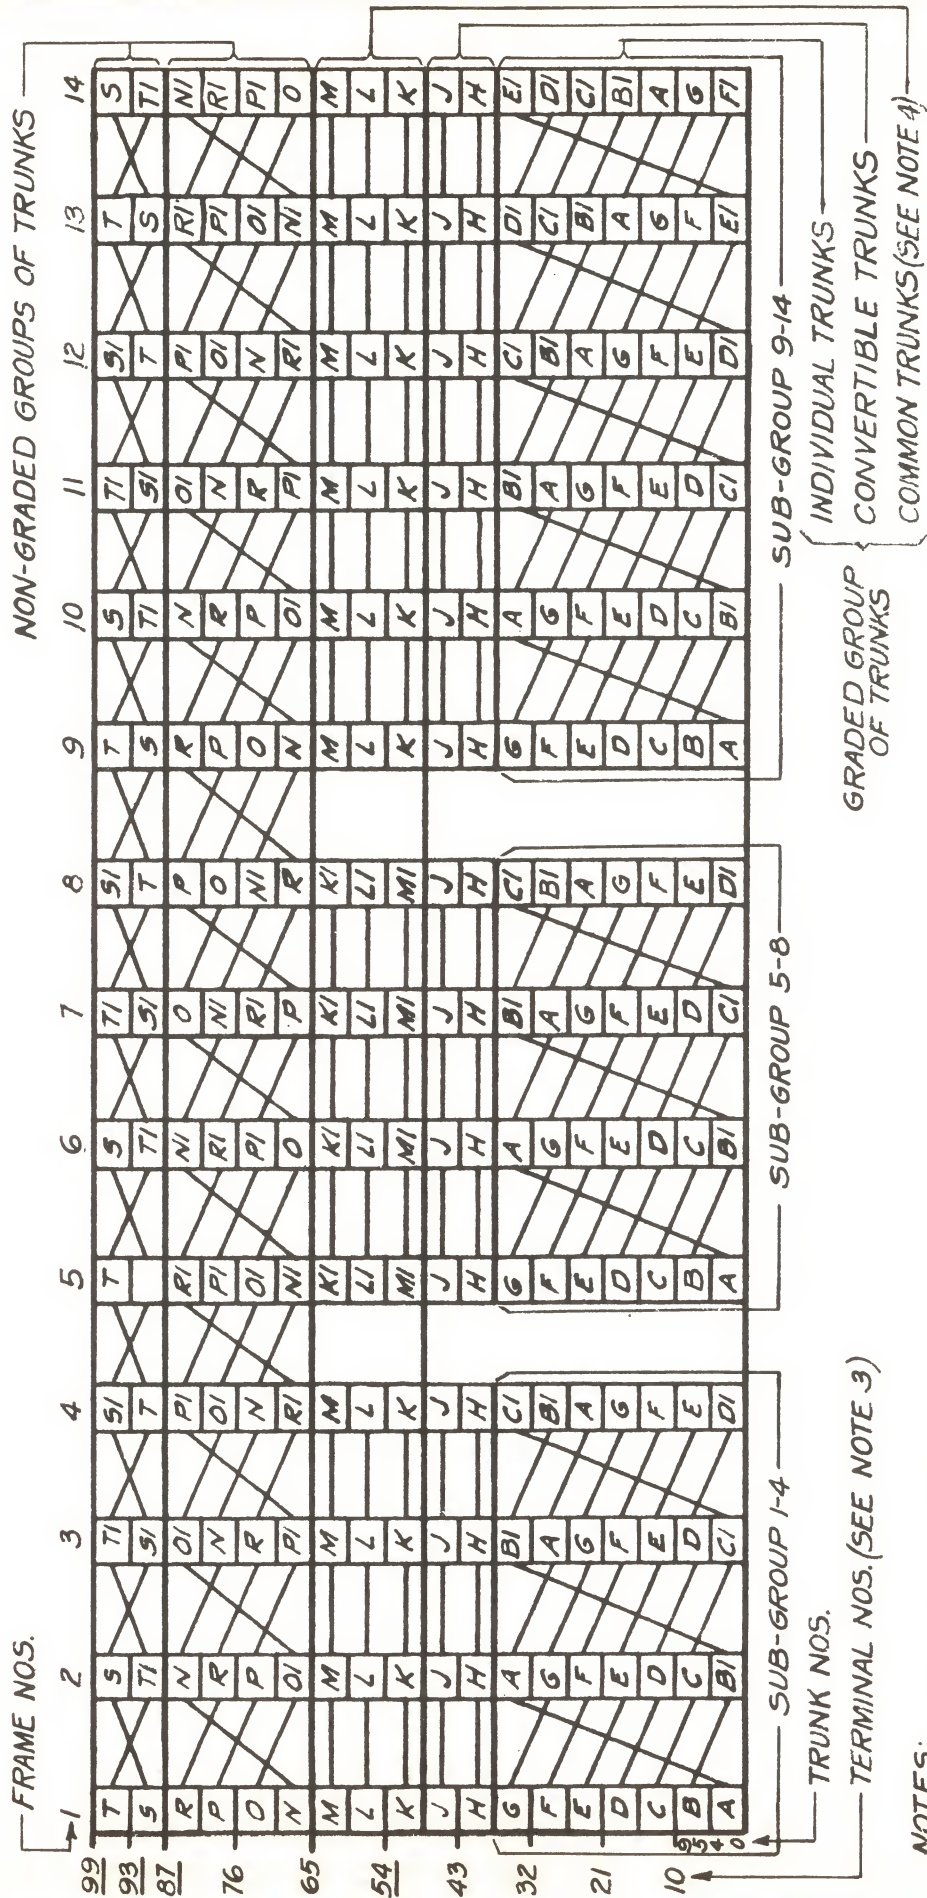 FRAME NOS.
NON-GRADED GROUPS OF TRUNKS
1 2 3 4 5 6 7 8 9 10 11 12 13 14
99 T S T1 S1 T S T1 S1 T S T1 S1 T S
93 S T1 S1 T T1 S1 T S T1 S1 T S T1
87 R N O1 P1 R1 N1 O P R N O1 P1 R1 N1
P R N O1 P1 R1 N1 O P R N O1 P1 R1
76 O P R N O1 P1 R1 N1 O P R N O1 P1
N O1 P1 R1 N1 O P R N O1 P1 R1 N1 O
65 M M M M K1 K1 K1 K1 M M M M M M
L L L L L1 L1 L1 L1 L L L L L L
54 K K K K M1 M1 M1 M1 K K K K K K
J J J J J J J J J J J J J J
43 H H H H H H H H H H H H H H
G A B1 C1 G A B1 C1 G A B1 C1 D1 E1
32 F G A B1 F G A B1 F G A B1 C1 D1
E F G A E F G A E F G A B1 C1
21 D E F G D E F G D E F G A B1
C D E F C D E F C D E F G A
10 9 B C D E B C D E B C D E F G
5 4 0 A B1 C1 D1 A B1 C1 D1 A B1 C1 D1 E1 F1
SUB-GROUP 1-4
SUB-GROUP 5-8
SUB-GROUP 9-14
TRUNK NOS.
TERMINAL NOS. (SEE NOTE 3)
GRADED GROUP
OF TRUNKS
INDIVIDUAL TRUNKS
CONVERTIBLE TRUNKS
COMMON TRUNKS (SEE NOTE 4)
NOTES: